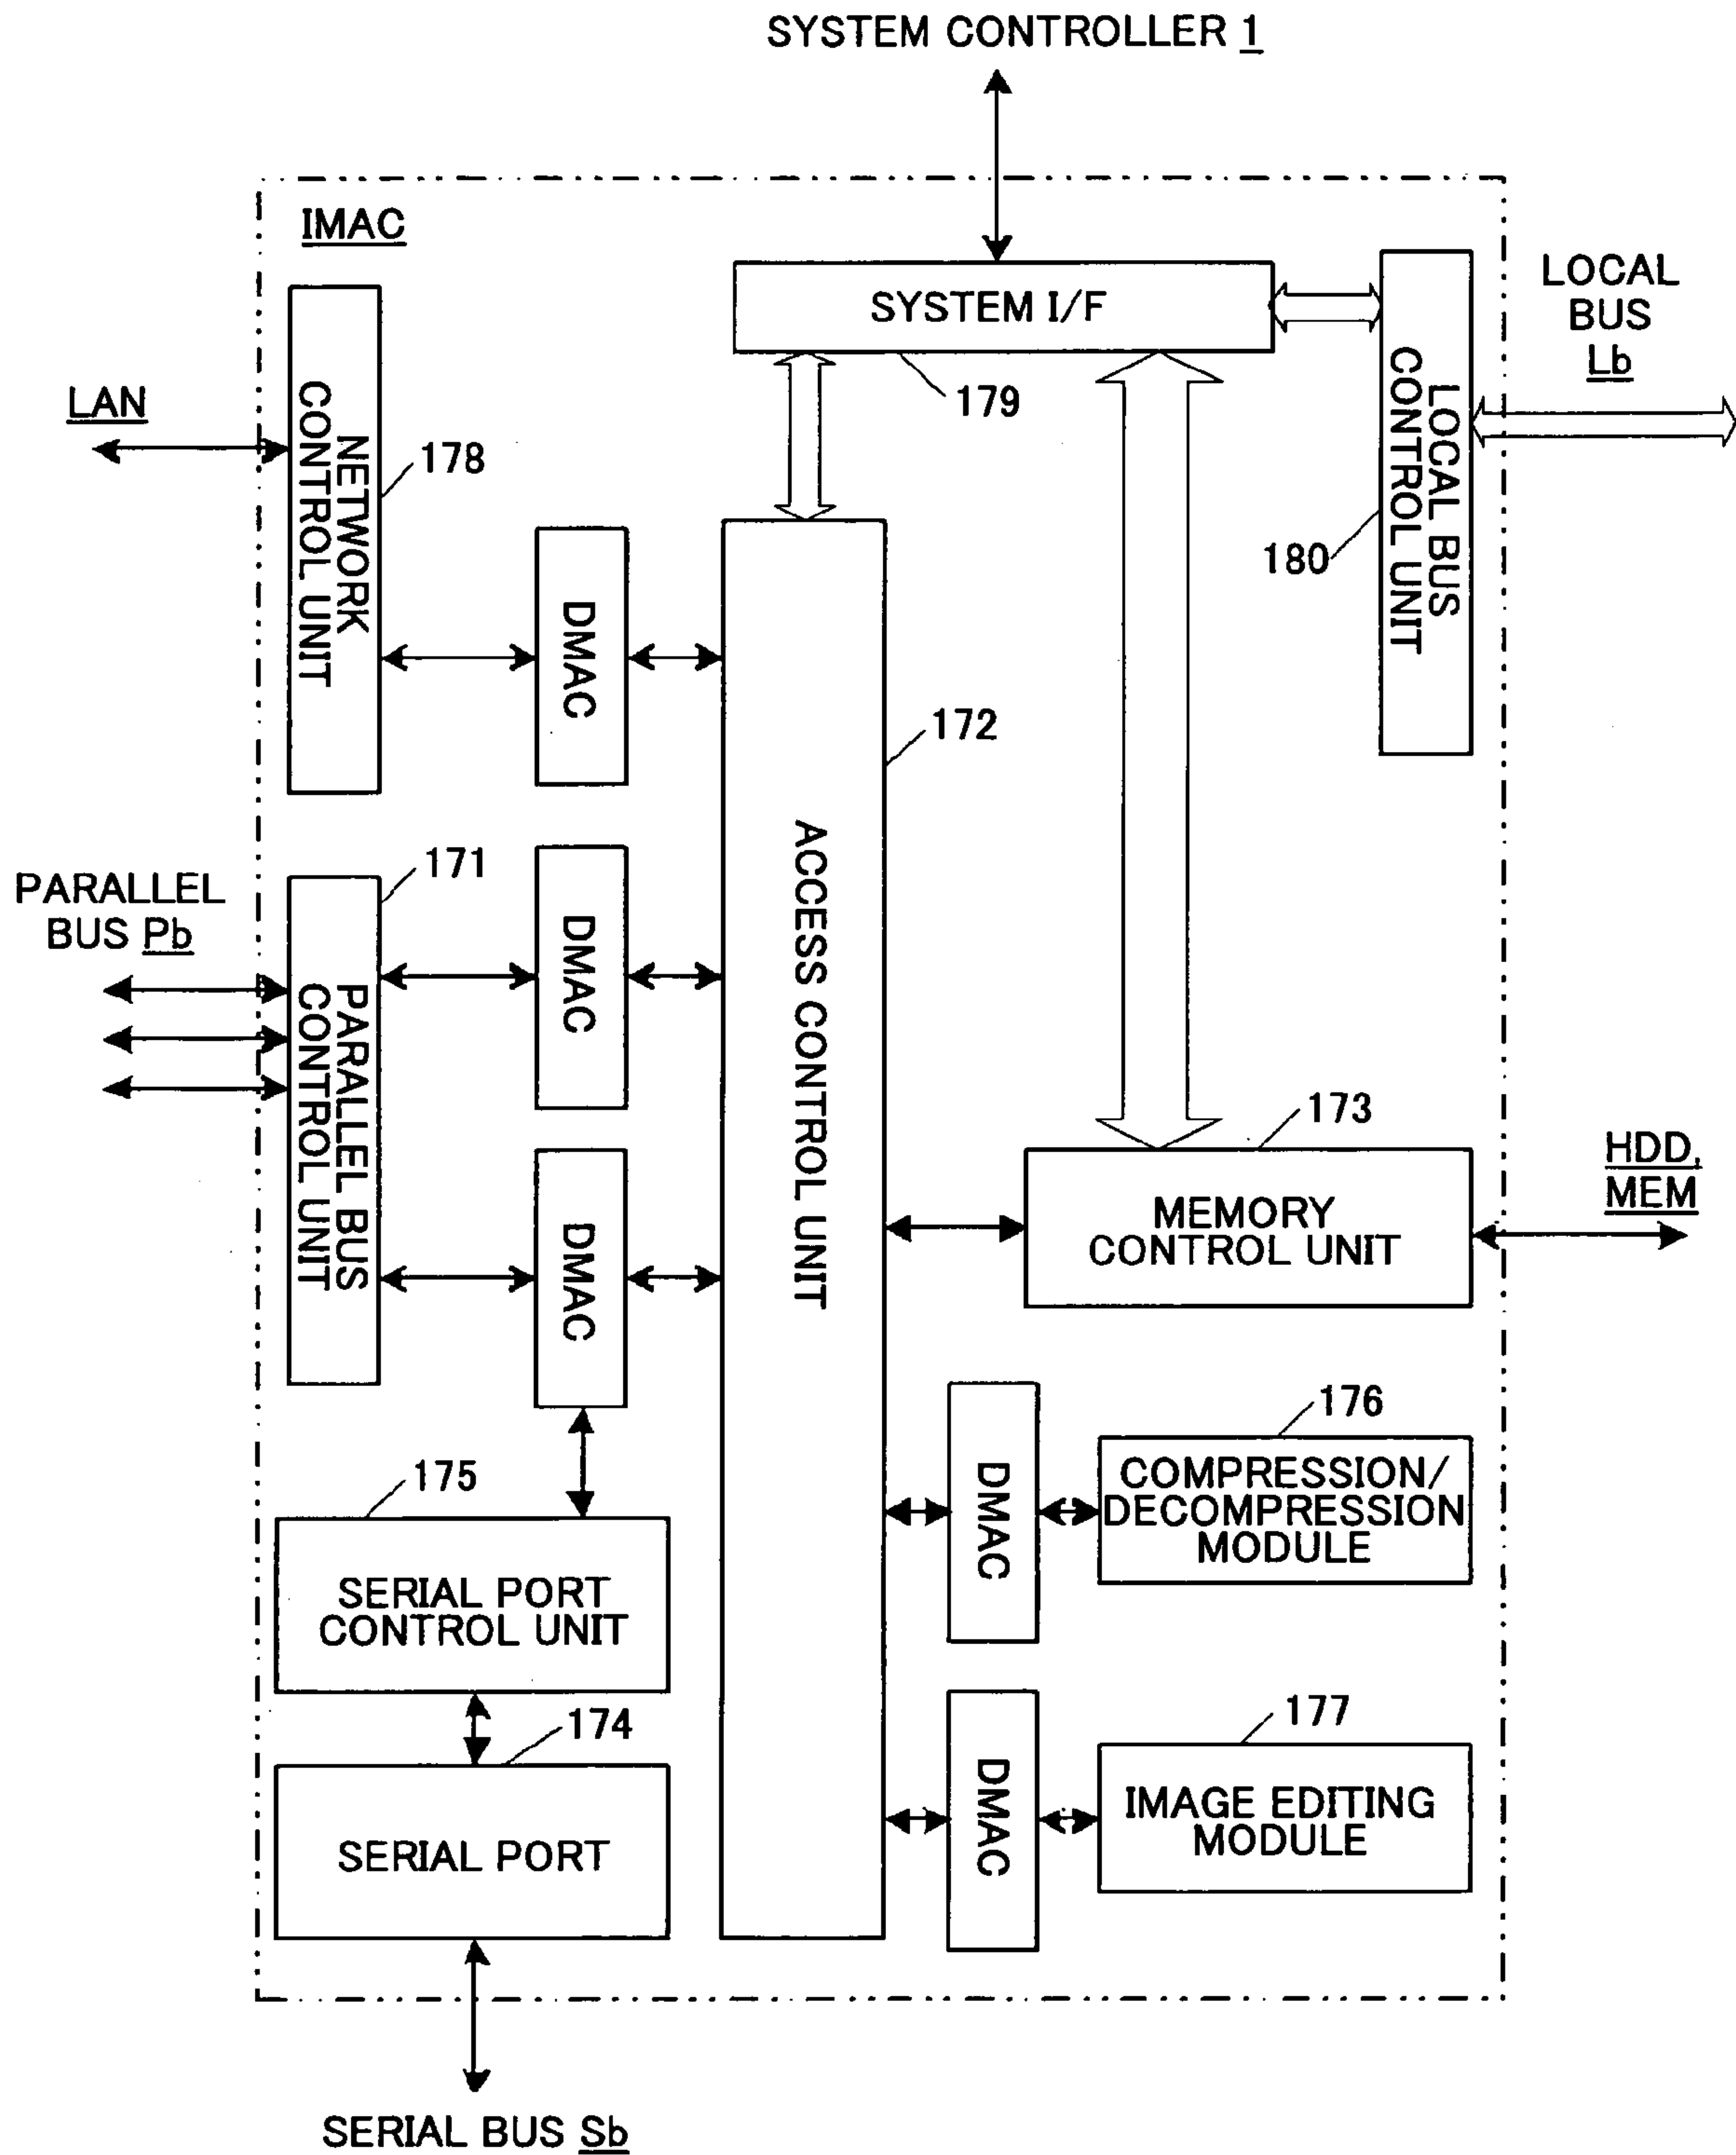 SYSTEM CONTROLLER 1
IMAC
SYSTEM I/F
179
LOCAL
BUS
Lb
LOCAL BUS
CONTROL UNIT
180
LAN
NETWORK
CONTROL UNIT
178
DMAC
172
ACCESS CONTROL UNIT
PARALLEL
BUS Pb
171
PARALLEL BUS
CONTROL UNIT
DMAC
DMAC
173
MEMORY
CONTROL UNIT
HDD,
MEM
175
SERIAL PORT
CONTROL UNIT
DMAC
176
COMPRESSION/
DECOMPRESSION
MODULE
174
SERIAL PORT
DMAC
177
IMAGE EDITING
MODULE
SERIAL BUS Sb